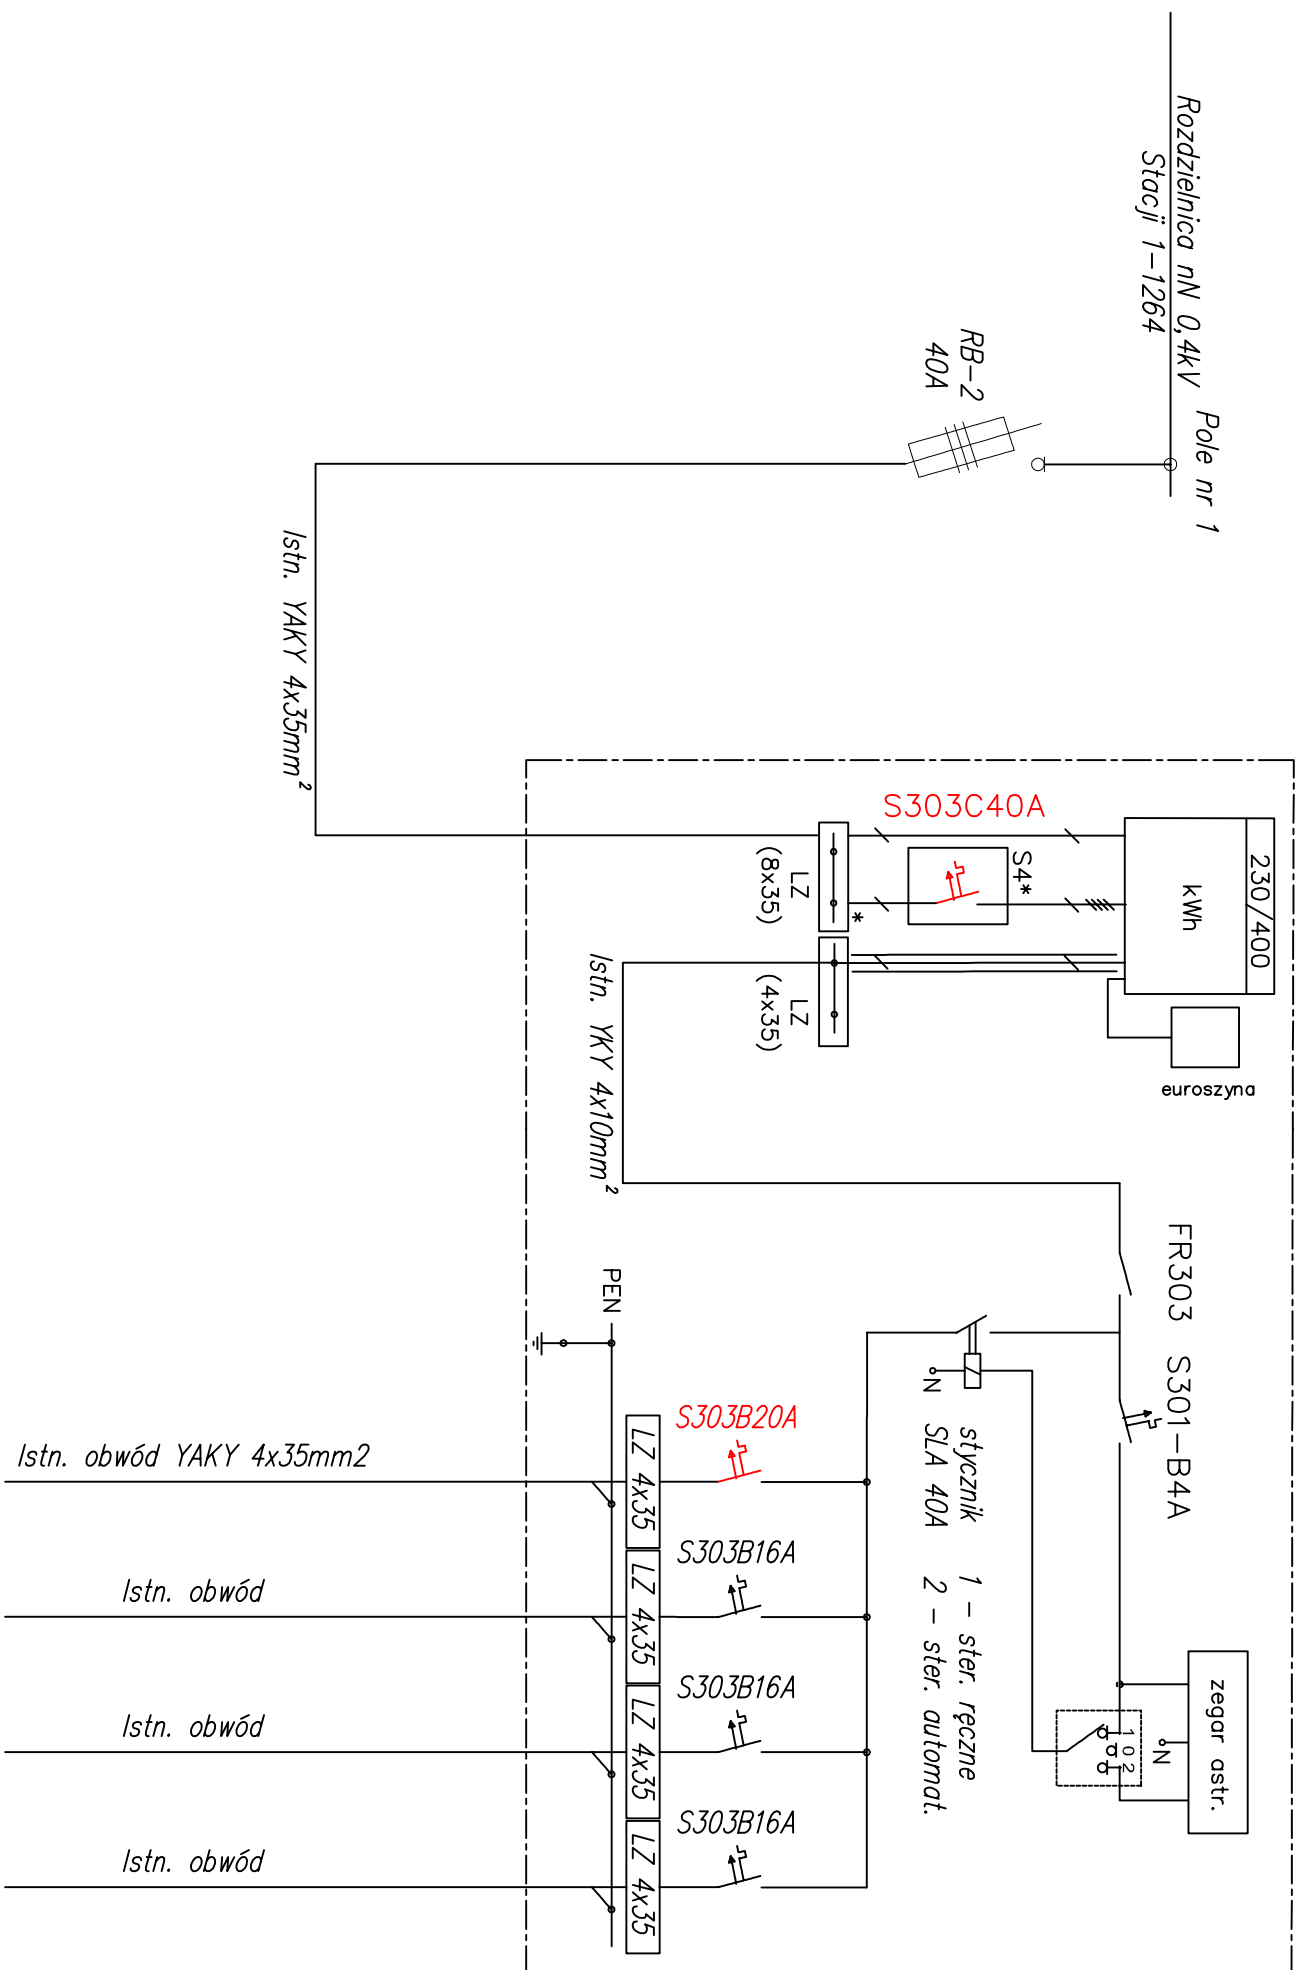 Rozdzielnica nN 0,4kV
Stacji 1-1264
Pole nr 1
RB-2
40A
Istn. YAKY 4x35mm²
S303C40A
230/400
kWh
S4*
LZ
(8x35)
*
LZ
(4x35)
euroszyna
Istn. YKY 4x10mm²
FR303
S301-B4A
PEN
N
stycznik
SLA 40A
1 - ster. ręczne
2 - ster. automat.
zegar astr.
N
1 0 2
S303B20A
LZ 4x35
Istn. obwód YAKY 4x35mm2
S303B16A
LZ 4x35
Istn. obwód
S303B16A
LZ 4x35
Istn. obwód
S303B16A
LZ 4x35
Istn. obwód